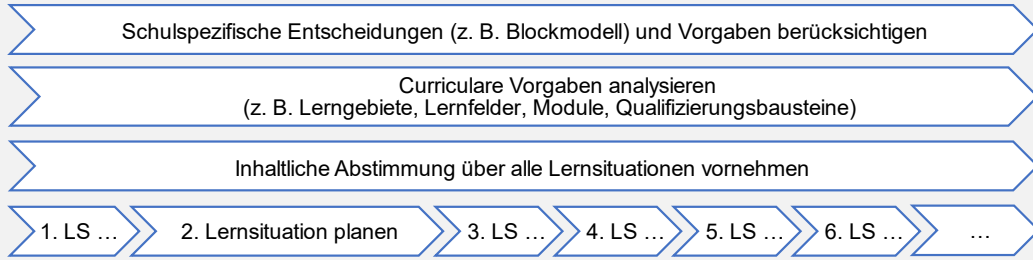 Schulspezifische Entscheidungen (z. B. Blockmodell) und Vorgaben berücksichtigen
Curriculare Vorgaben analysieren
(z. B. Lerngebiete, Lernfelder, Module, Qualifizierungsbausteine)
Inhaltliche Abstimmung über alle Lernsituationen vornehmen
1. LS … 2. Lernsituation planen 3. LS … 4. LS … 5. LS … 6. LS … …